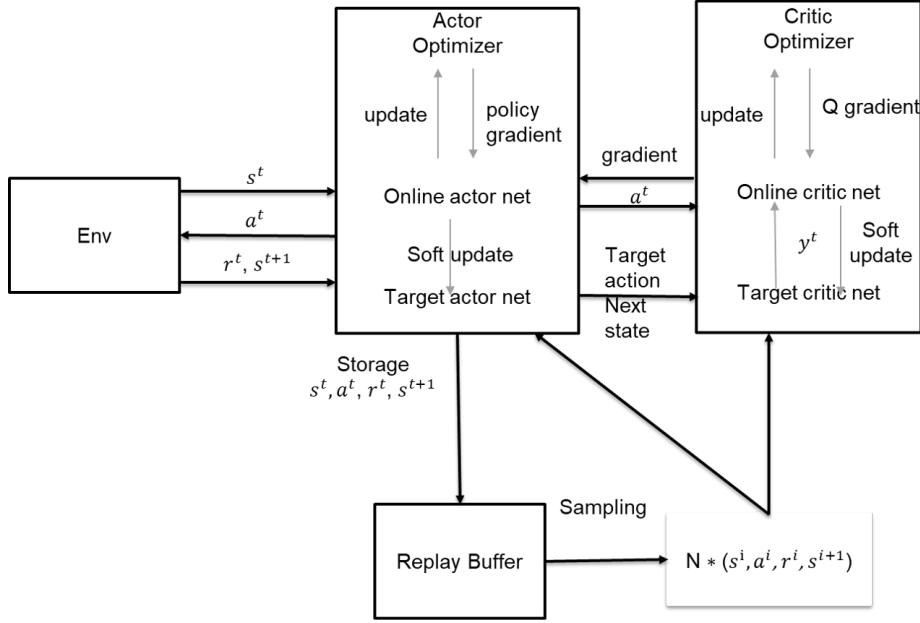 Actor
Optimizer
update
policy
gradient
Online actor net
Soft update
Target actor net
Critic
Optimizer
update
Q gradient
Online critic net
y^t
Soft
update
Target critic net
Env
s^t
a^t
r^t, s^{t+1}
gradient
a^t
Target
action
Next
state
Storage
s^t, a^t, r^t, s^{t+1}
Replay Buffer
Sampling
N ∗ (s^i, a^i, r^i, s^{i+1})